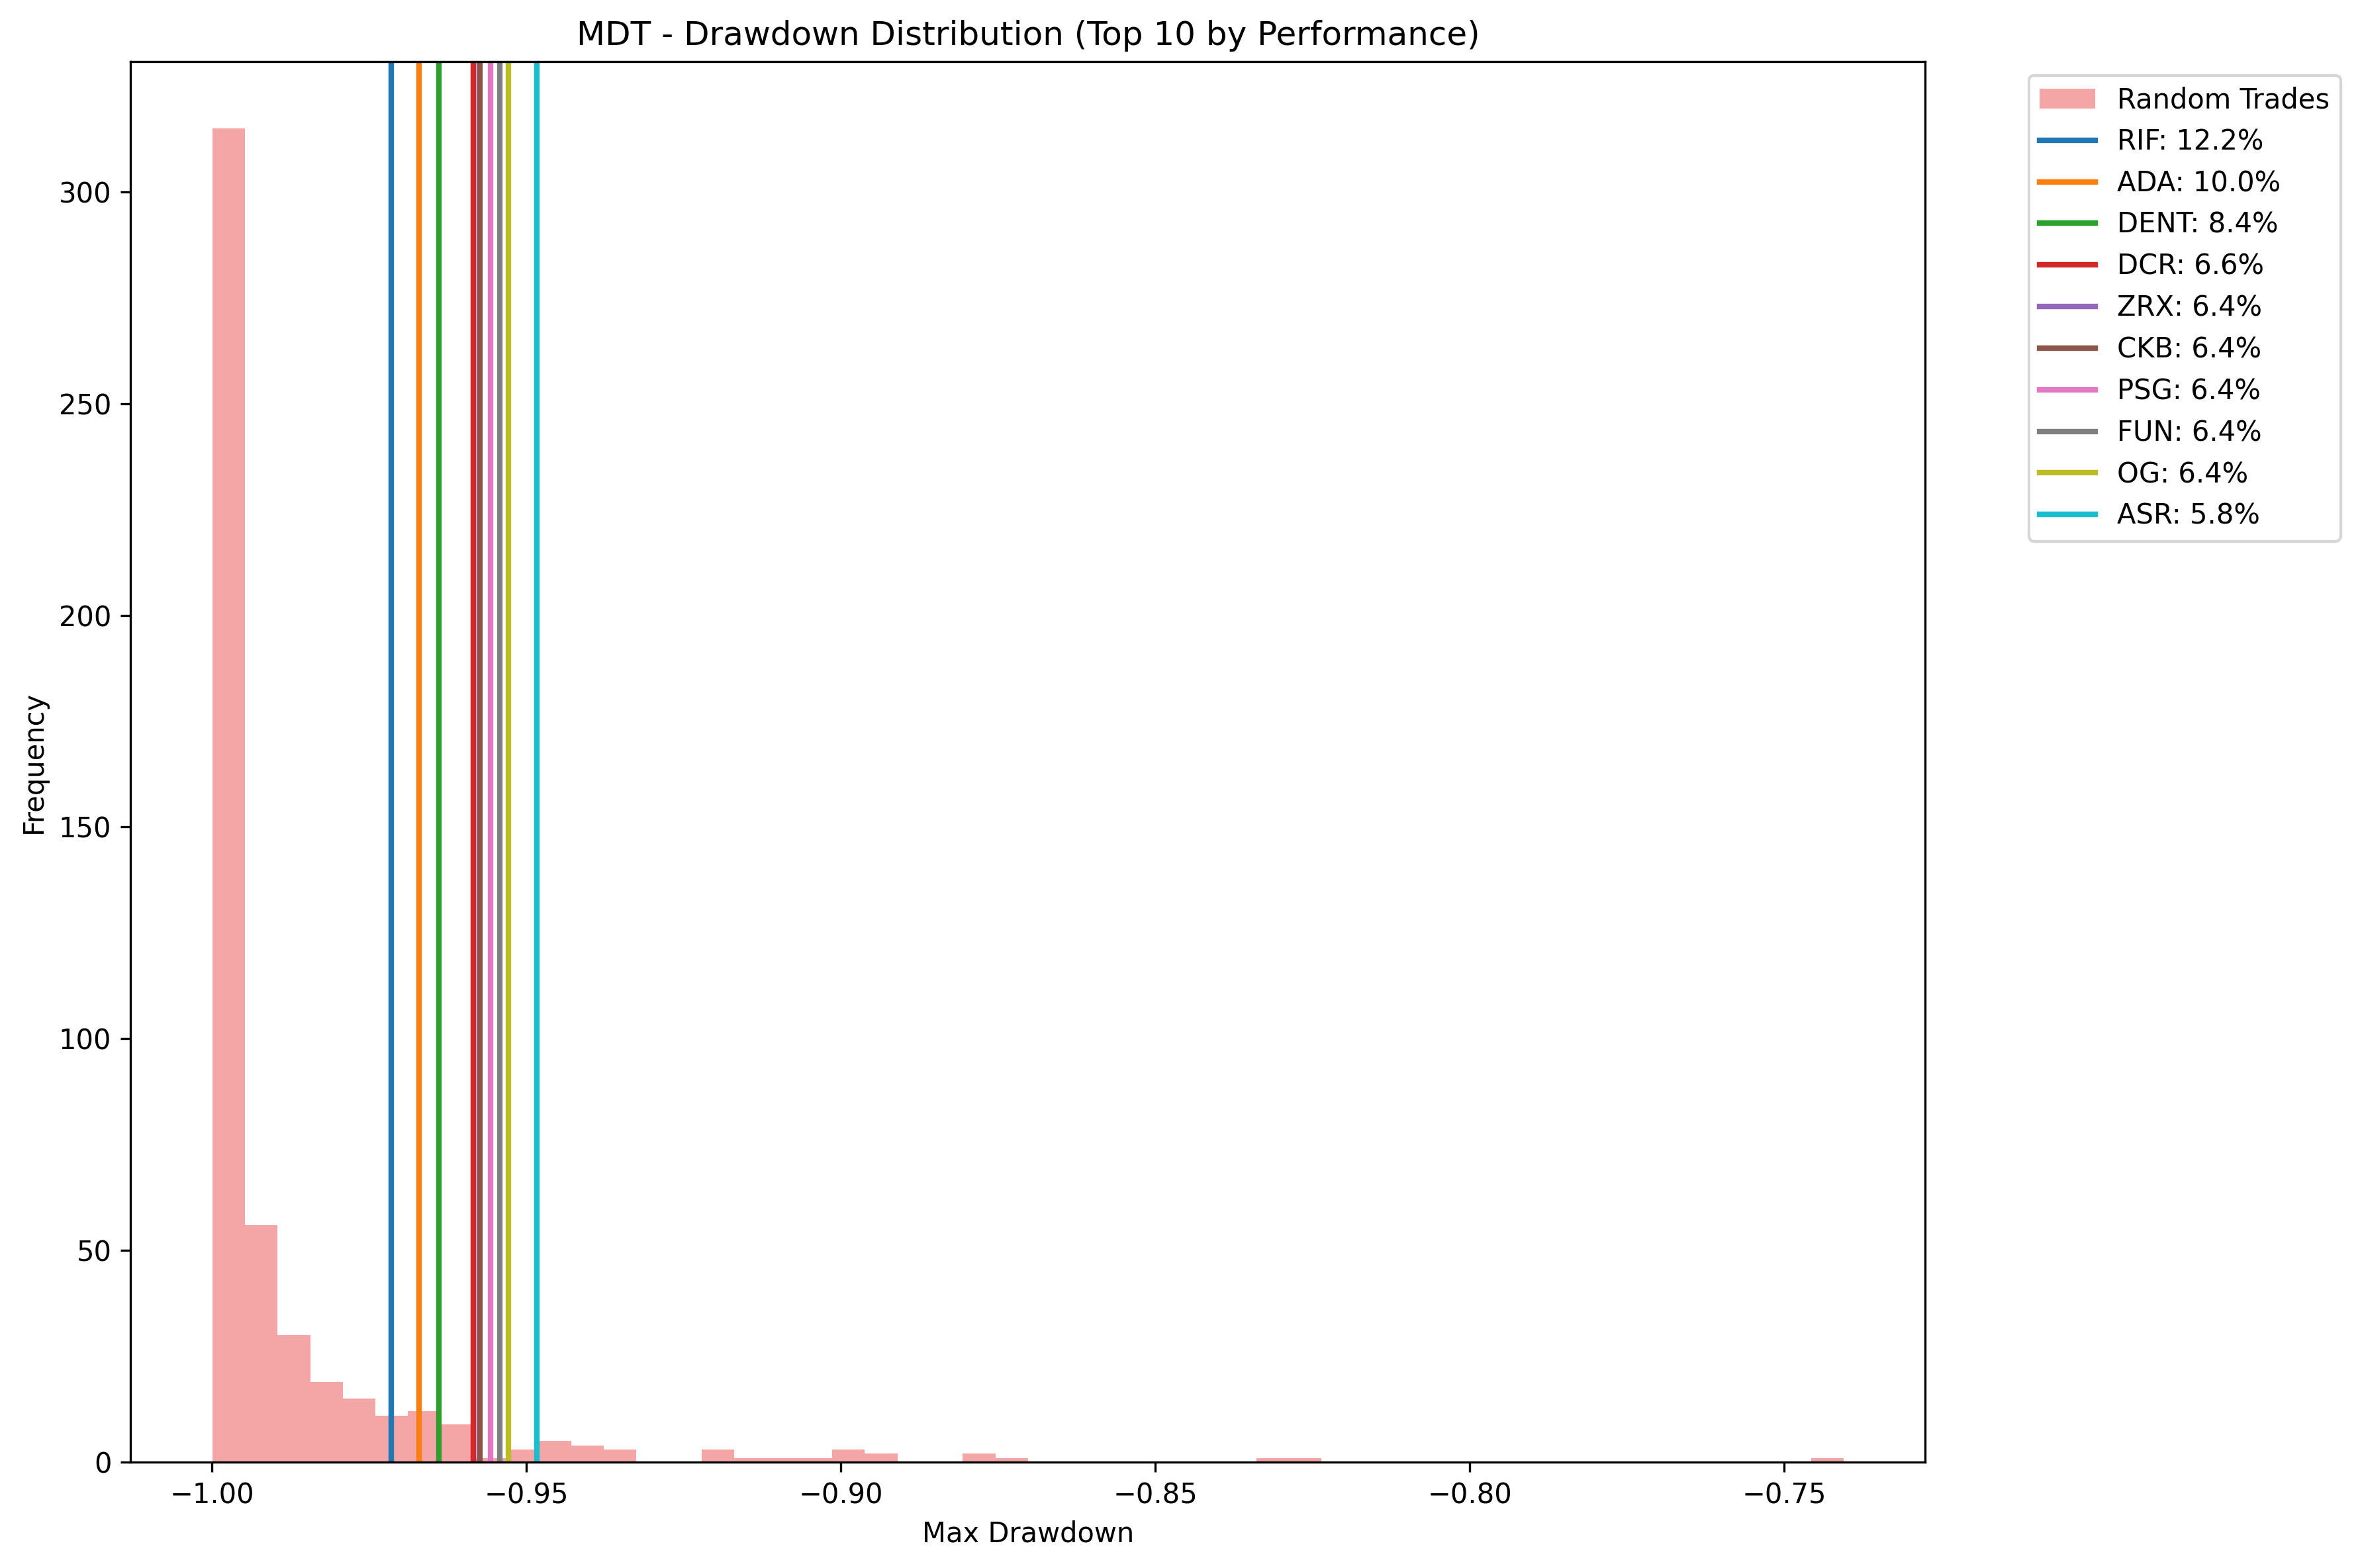 MDT - Drawdown Distribution (Top 10 by Performance)
Random Trades
RIF: 12.2%
ADA: 10.0%
DENT: 8.4%
DCR: 6.6%
ZRX: 6.4%
CKB: 6.4%
PSG: 6.4%
FUN: 6.4%
OG: 6.4%
ASR: 5.8%
Frequency
300
250
200
150
100
50
0
−1.00 −0.95 −0.90 −0.85 −0.80 −0.75
Max Drawdown